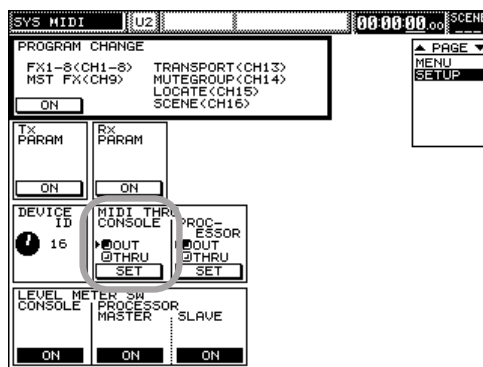 SYS MIDI U2 00:00:00.00 SCENE
PROGRAM CHANGE
FX1-8(CH1-8) TRANSPORT(CH13)
MST FX(CH9) MUTEGROUP(CH14)
LOCATE(CH15)
ON SCENE(CH16)
▲ PAGE ▼
MENU
SETUP
Tx PARAM
ON
Rx PARAM
ON
DEVICE ID
16
MIDI THRU
CONSOLE
OUT
THRU
SET
PROC-
ESSOR
OUT
THRU
SET
LEVEL METER SW
CONSOLE PROCESSOR
MASTER SLAVE
ON ON ON